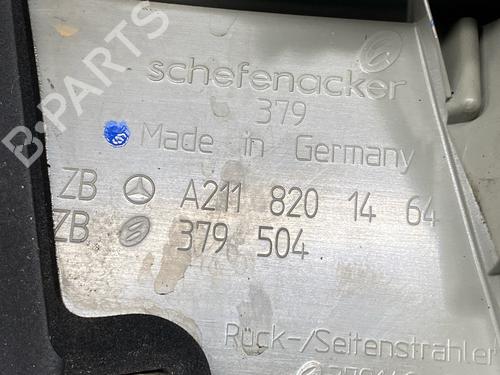 B-PARTS
schefenacker
379
Made in Germany
ZB A211 820 14 64
ZB 379 504
Rück-/Seitenstrahler